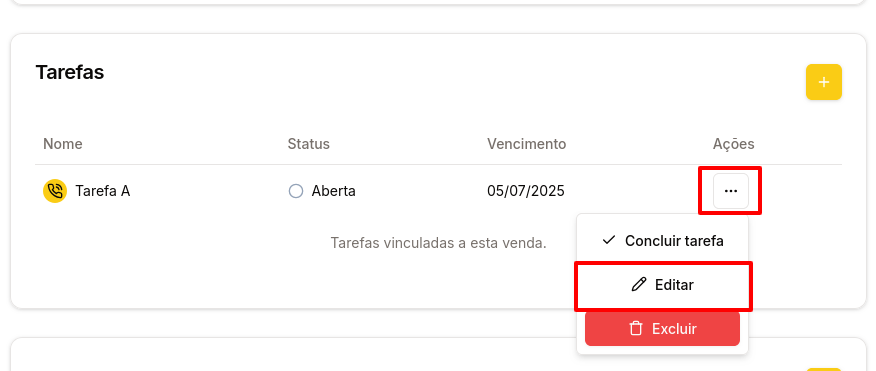 Tarefas
+
Nome Status Vencimento Ações
Tarefa A Aberta 05/07/2025 ...
Tarefas vinculadas a esta venda.
Concluir tarefa
Editar
Excluir